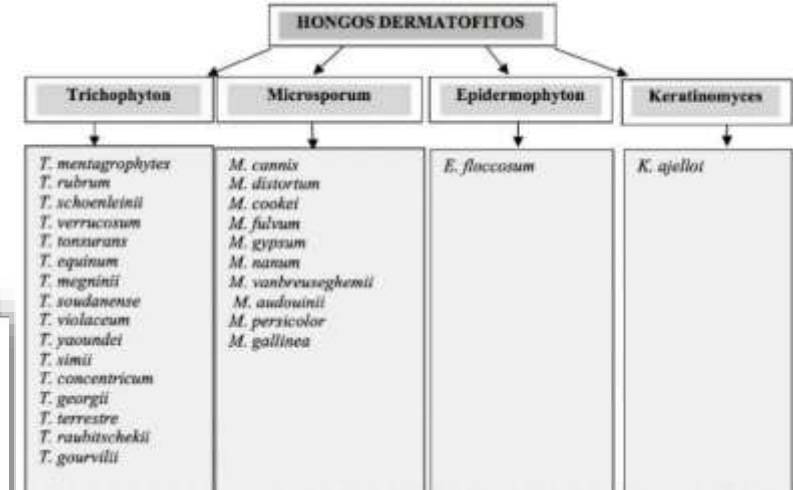 HONGOS DERMATOFITOS
Trichophyton
Microsporum
Epidermophyton
Keratinomyces
T. mentagrophytes
T. rubrum
T. schoenleinii
T. verrucosum
T. tonsurans
T. equinum
T. megninii
T. soudanense
T. violaceum
T. yaoundei
T. simii
T. concentricum
T. georgii
T. terrestre
T. raubitschekii
T. gourvilii
M. cannis
M. distortum
M. cookei
M. fulvum
M. gypsum
M. nanum
M. vanbreuseghemii
M. audouinii
M. persicolor
M. gallinea
E. floccosum
K. ajelloi